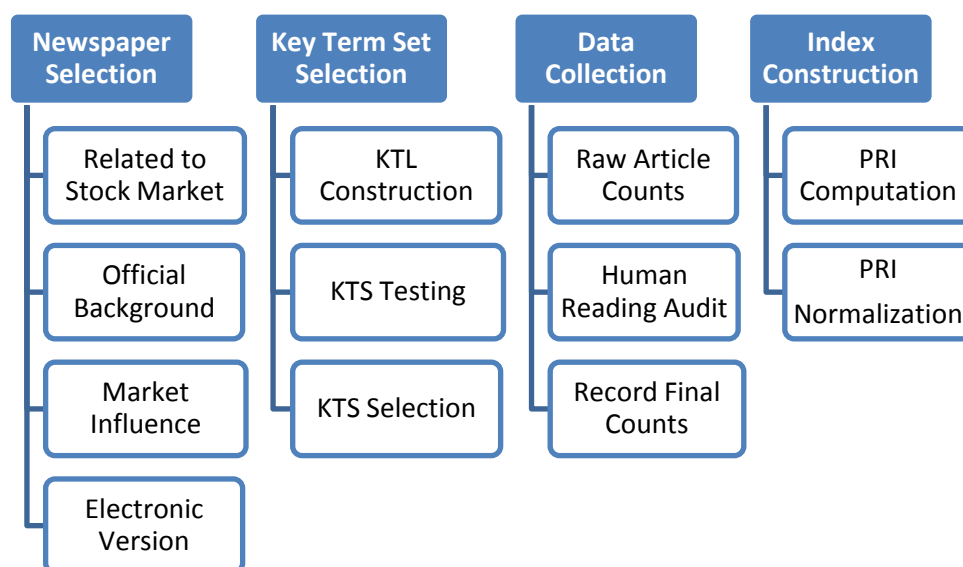 Newspaper
Selection
Related to
Stock Market
Official
Background
Market
Influence
Electronic
Version
Key Term Set
Selection
KTL
Construction
KTS Testing
KTS Selection
Data
Collection
Raw Article
Counts
Human
Reading Audit
Record Final
Counts
Index
Construction
PRI
Computation
PRI
Normalization